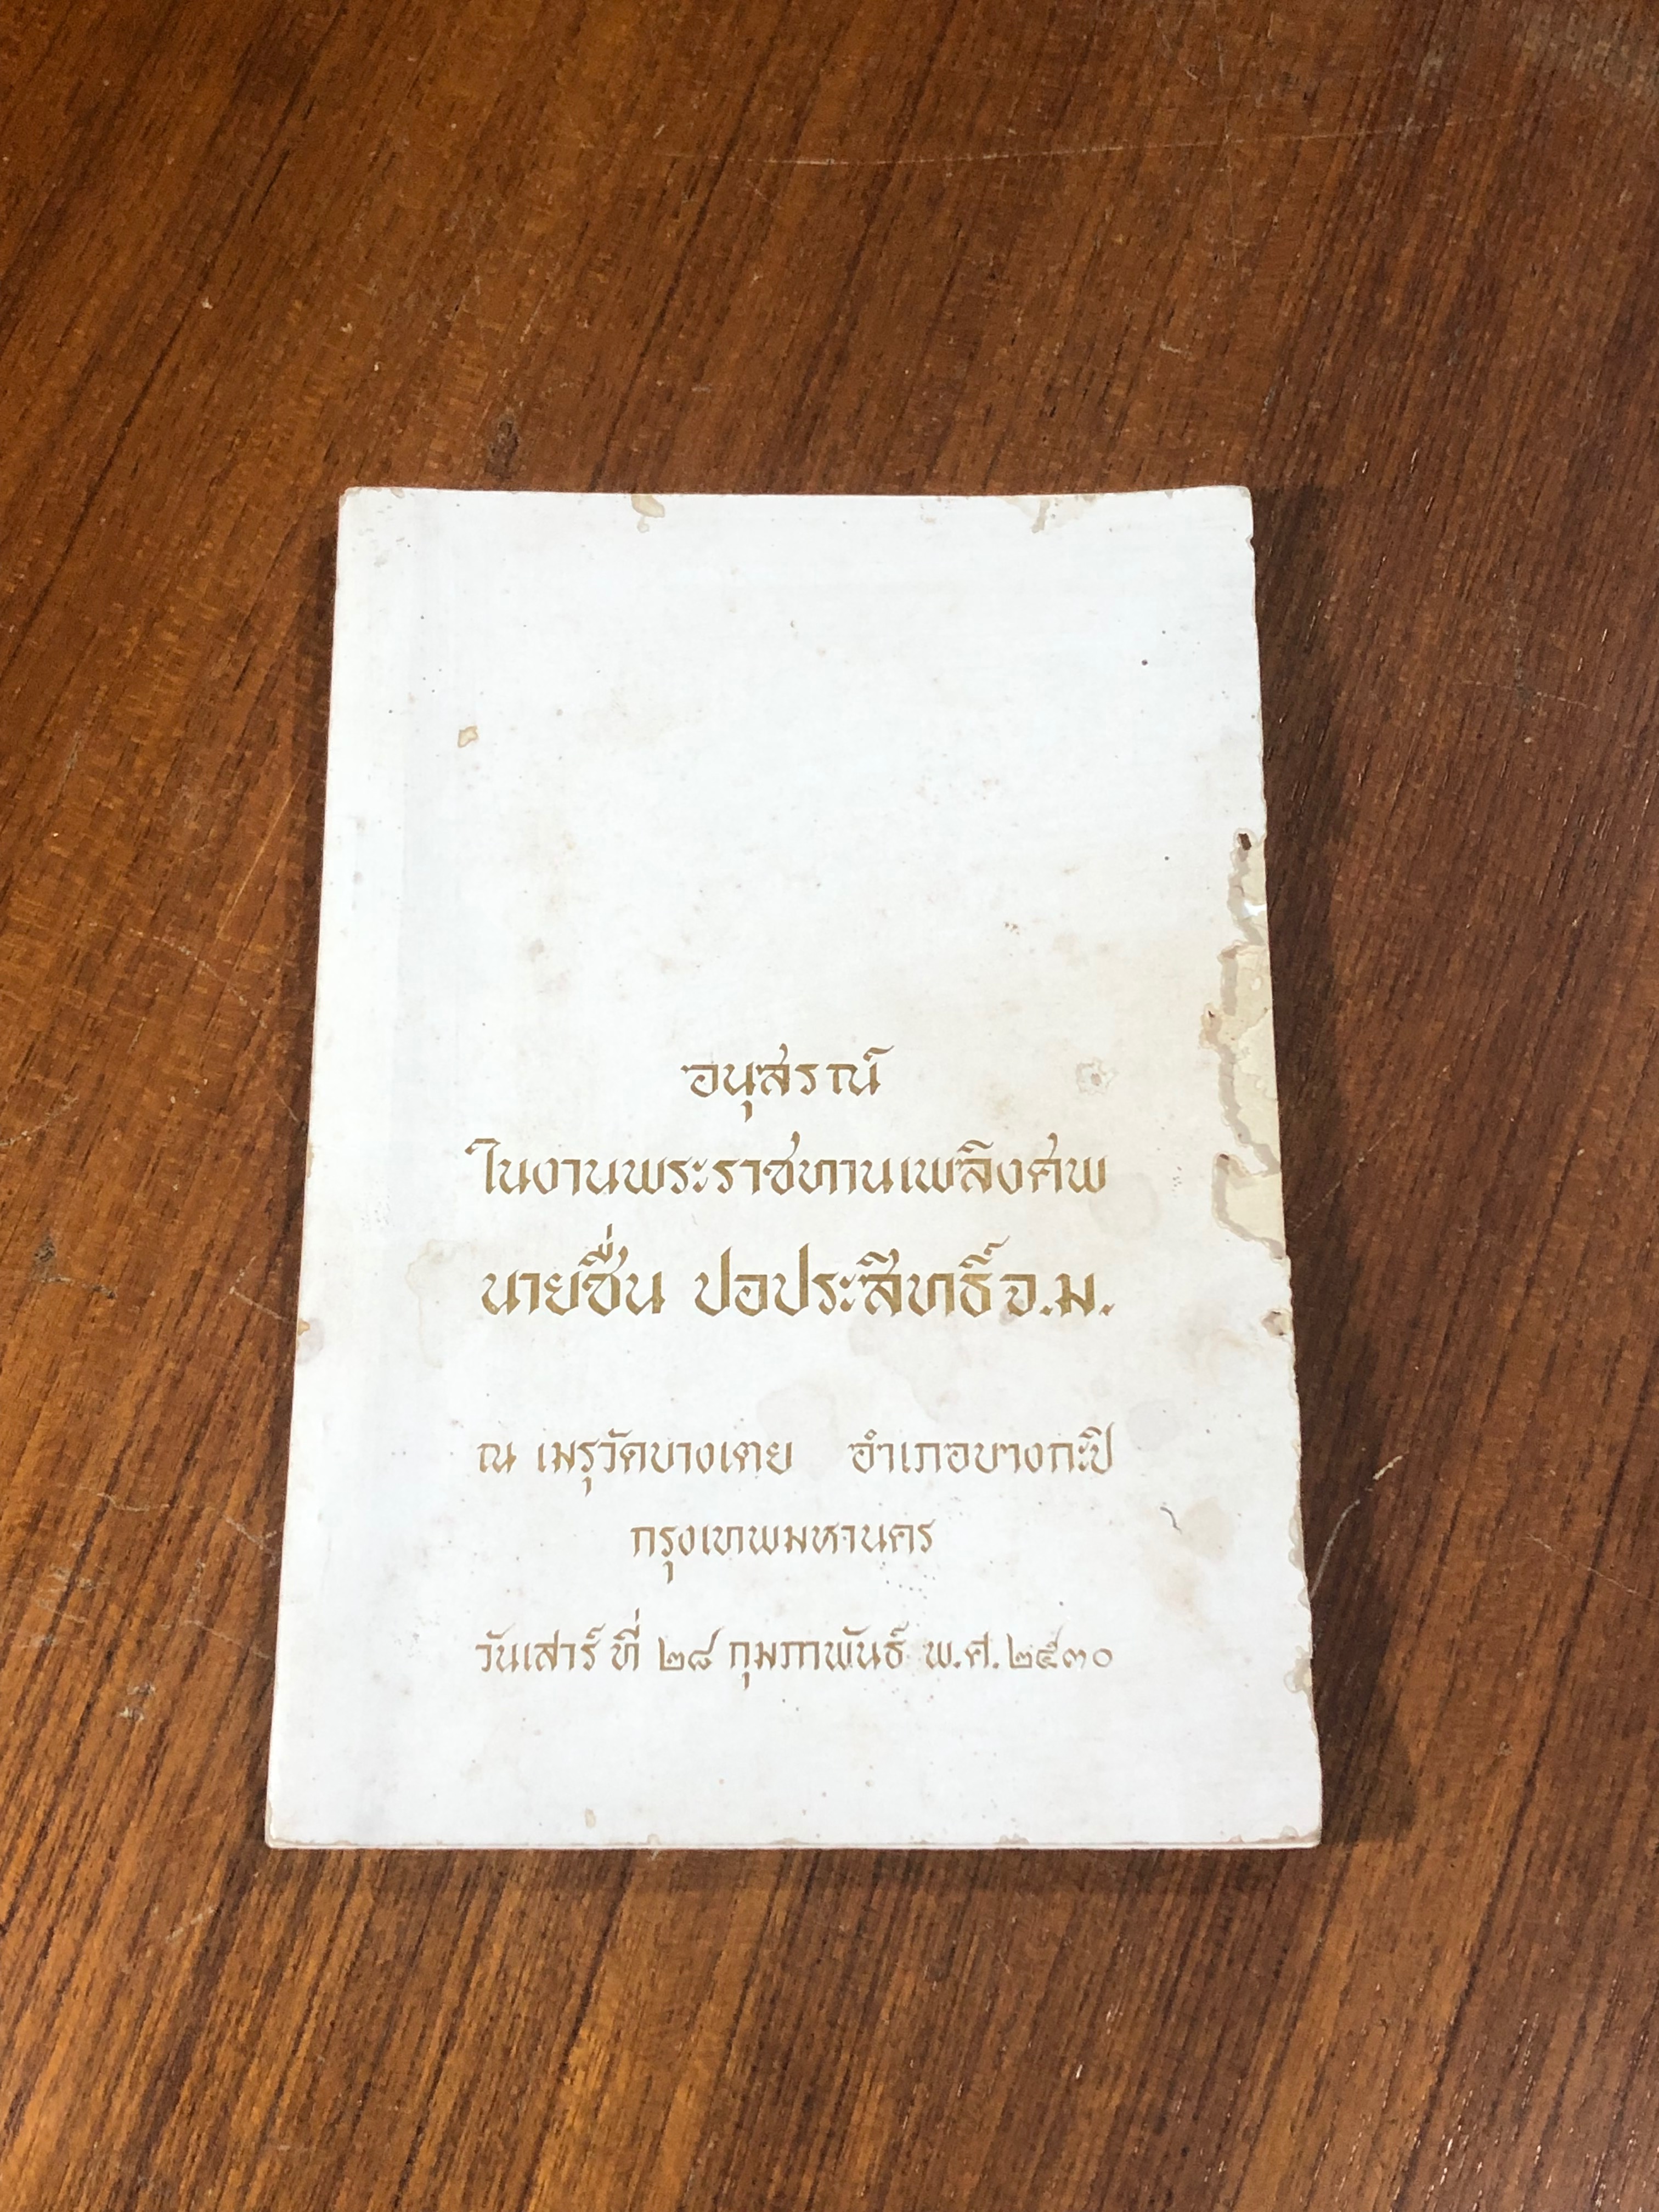 อนุสรณ์
ในงานพระราชทานเพลิงศพ
นายชื่น ปอประสิทธิ์ จ.ม.
ณ เมรุวัดบางเตย อำเภอบางกะปิ
กรุงเทพมหานคร
วันเสาร์ ที่ ๒๘ กุมภาพันธ์ พ.ศ. ๒๕๓๐